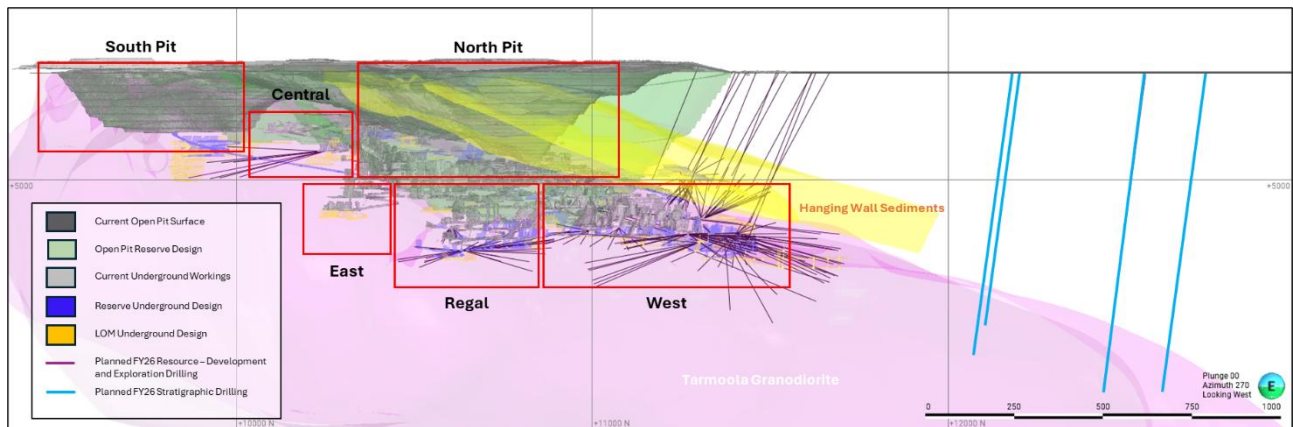 South Pit
North Pit
Central
+5000
+5000
Hanging Wall Sediments
East
Regal
West
Current Open Pit Surface
Open Pit Reserve Design
Current Underground Workings
Reserve Underground Design
LOM Underground Design
Planned FY26 Resource – Development
and Exploration Drilling
Planned FY26 Stratigraphic Drilling
Tarmoola Granodiorite
Plunge 00
Azimuth 270
Looking West
E
0 250 500 750 1000
+10000 N
+11000 N
+12000 N